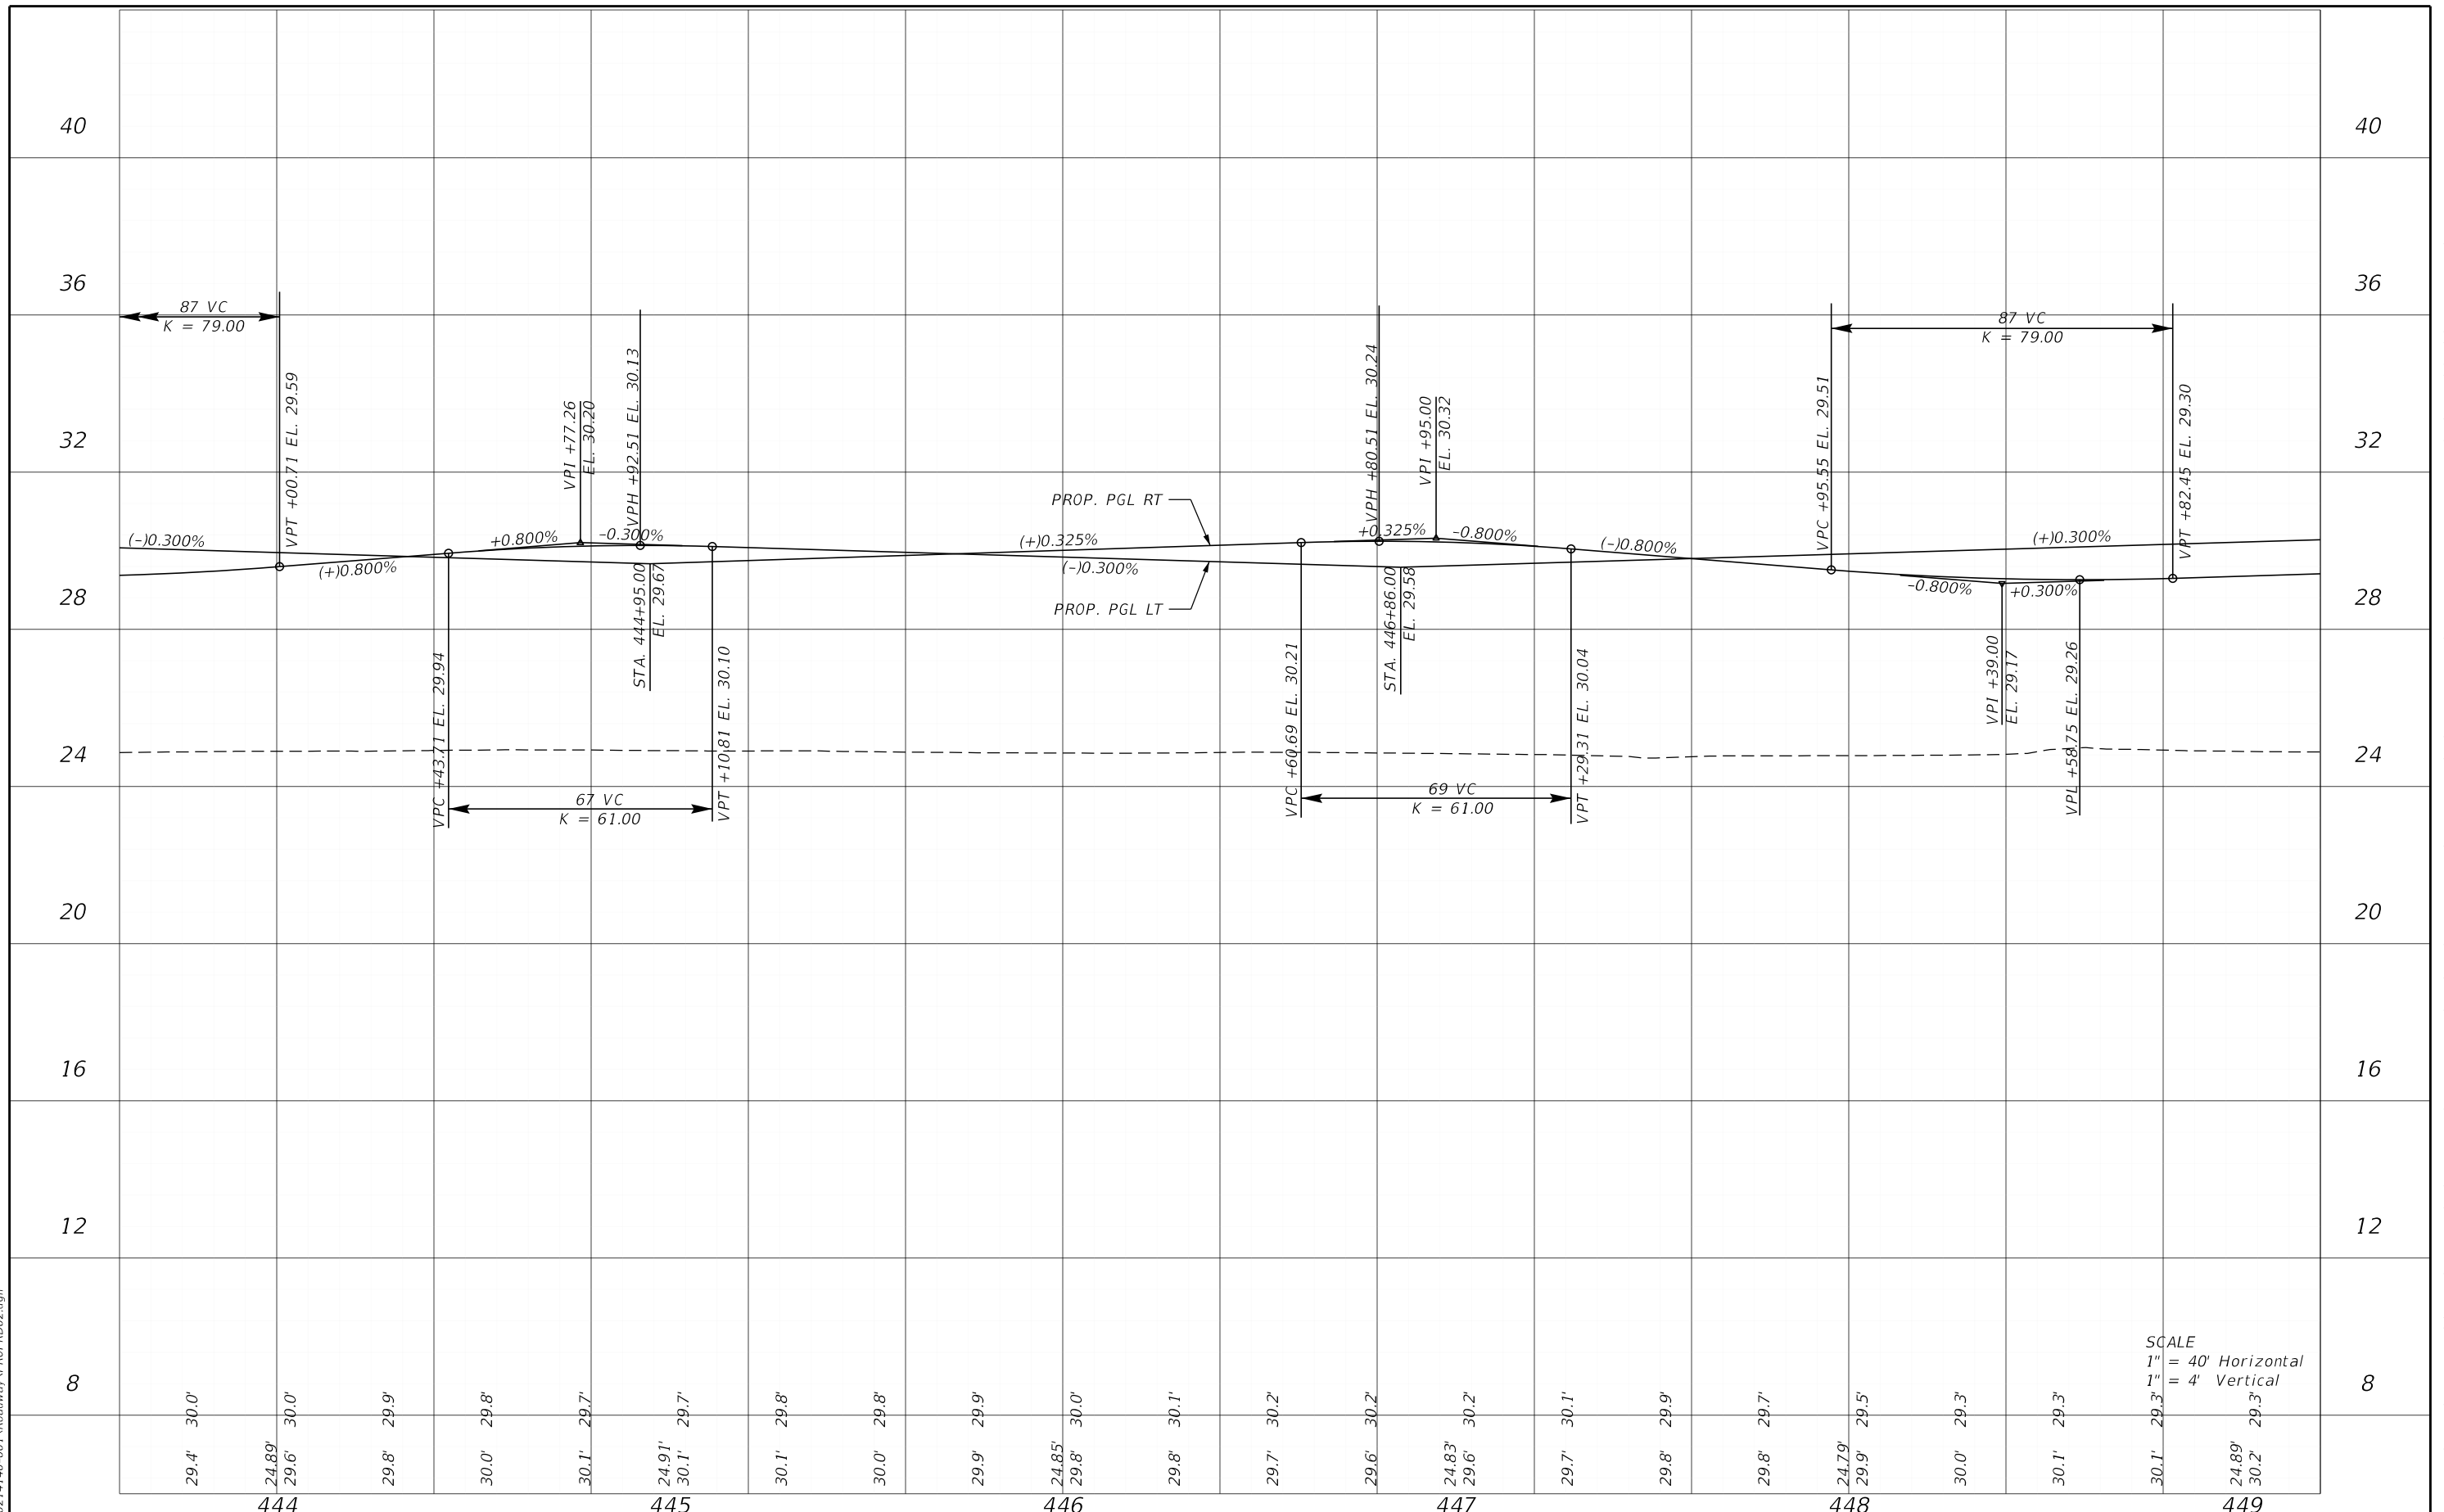 40 40
36 36
87 VC
K = 79.00
87 VC
K = 79.00
VPT +00.71 EL. 29.59
VPI +77.26
EL. 30.20
VPH +92.51 EL. 30.13
VPH +80.51 EL. 30.24
VPI +95.00
EL. 30.32
VPC +95.55 EL. 29.51
VPT +82.45 EL. 29.30
32 32
PROP. PGL RT
(-)0.300%
(+)0.800%
+0.800%
-0.300%
(+)0.325%
(-)0.300%
+0.325%
-0.800%
(-)0.800%
-0.800%
+0.300%
(+)0.300%
28 28
PROP. PGL LT
VPC +43.71 EL. 29.94
STA. 444+95.00
EL. 29.67
VPT +10.81 EL. 30.10
VPC +60.69 EL. 30.21
STA. 446+86.00
EL. 29.58
VPT +29.31 EL. 30.04
VPI +39.00
EL. 29.17
VPL +58.75 EL. 29.26
24 24
67 VC
K = 61.00
69 VC
K = 61.00
20 20
16 16
12 12
SCALE
1" = 40' Horizontal
1" = 4' Vertical
8 8
30.0' 30.0' 29.9' 29.8' 29.7' 29.7' 29.8' 29.8' 29.9' 30.0' 30.1' 30.2' 30.2' 30.2' 30.1' 29.9' 29.7' 29.5' 29.3' 29.3' 29.3' 29.3'
29.4' 24.89' 29.6' 29.8' 30.0' 30.1' 24.91' 30.1' 30.1' 30.0' 29.9' 24.85' 29.8' 29.8' 29.7' 29.6' 24.83' 29.6' 29.7' 29.8' 29.8' 24.79' 29.9' 30.0' 30.1' 30.1' 24.89' 30.2'
444 445 446 447 448 449